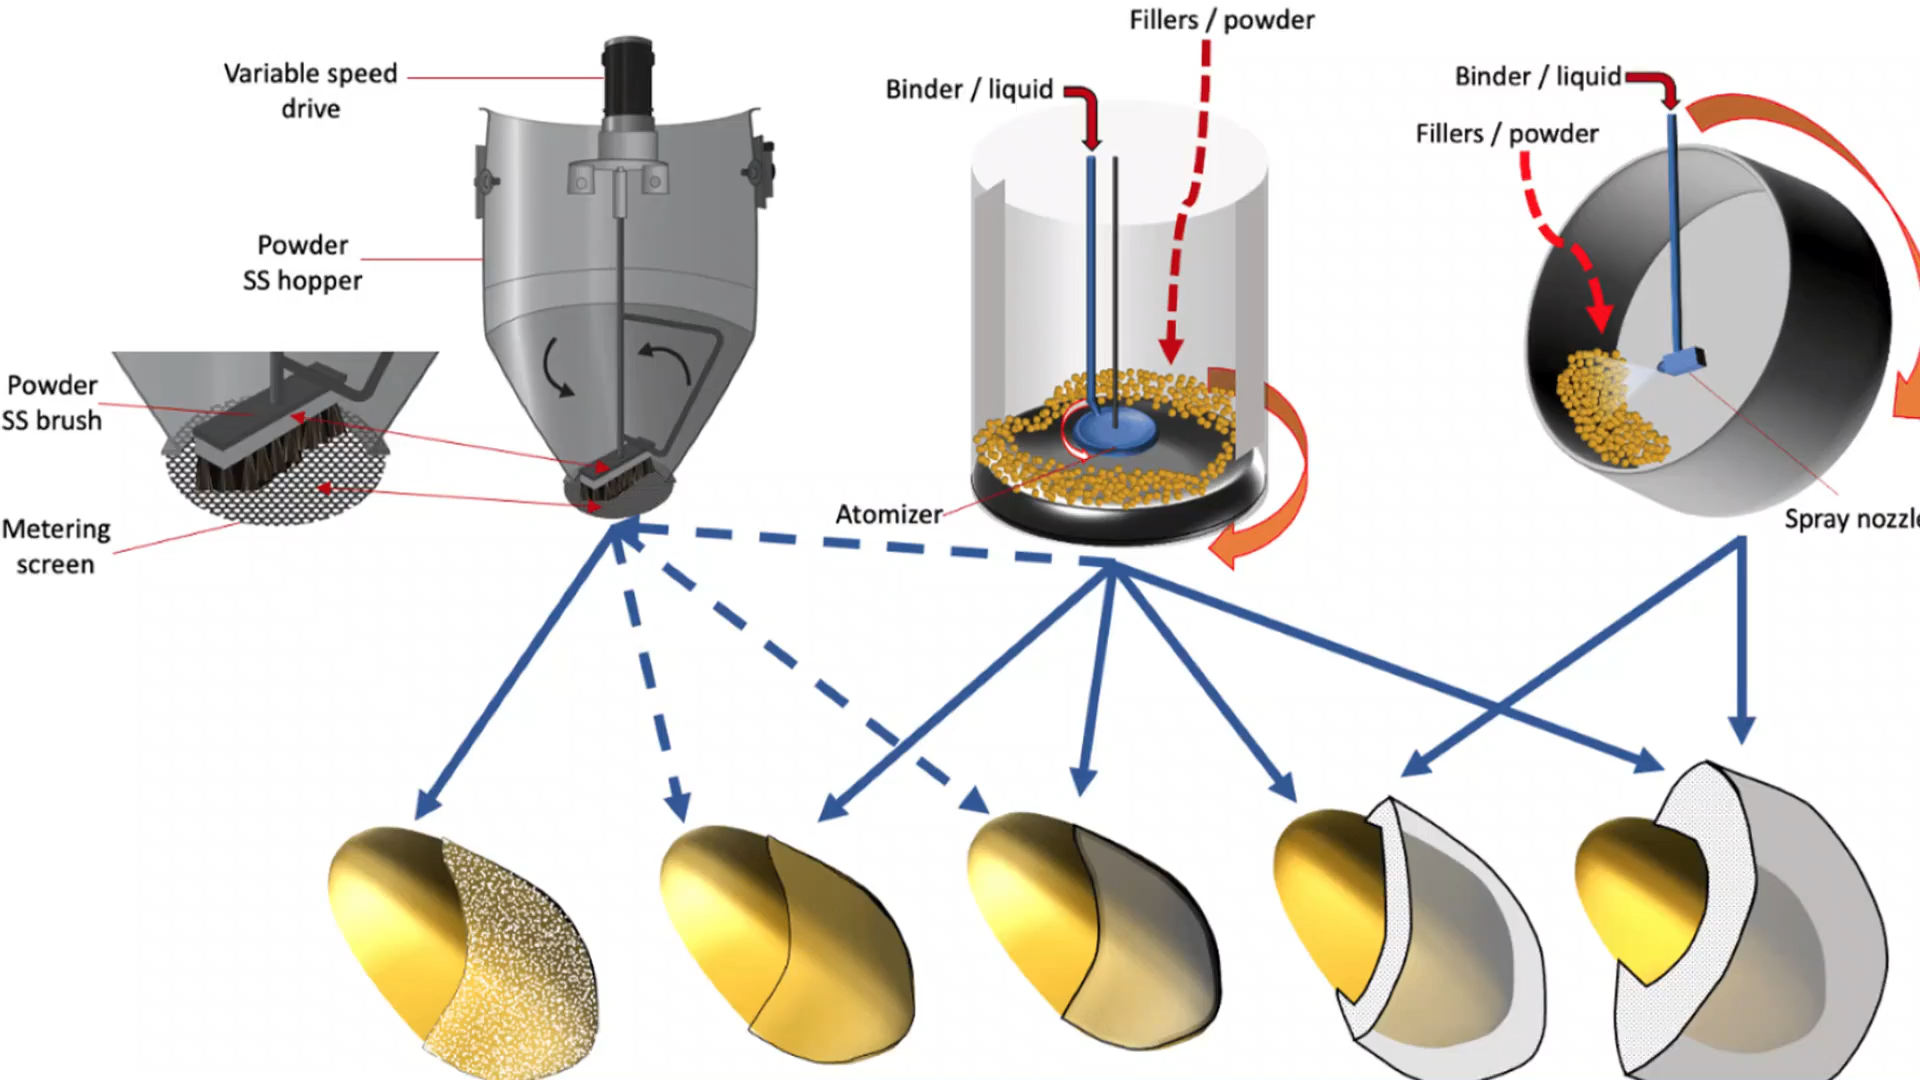 Fillers / powder
Variable speed
drive
Binder / liquid
Binder / liquid
Fillers / powder
Powder
SS hopper
Powder
SS brush
Metering
screen
Atomizer
Spray nozzle